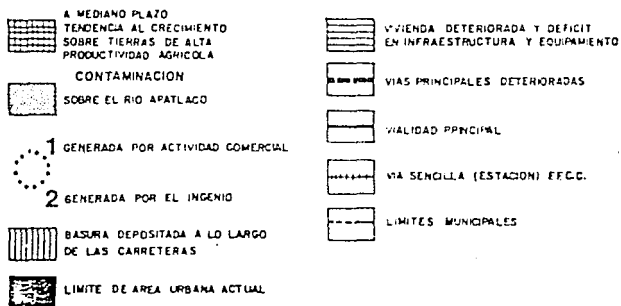 A MEDIANO PLAZO
TENDENCIA AL CRECIMIENTO
SOBRE TIERRAS DE ALTA
PRODUCTIVIDAD AGRICOLA
CONTAMINACION
SOBRE EL RIO APATLACO
1 GENERADA POR ACTIVIDAD COMERCIAL
2 GENERADA POR EL INGENIO
BASURA DEPOSITADA A LO LARGO
DE LAS CARRETERAS
LIMITE DE AREA URBANA ACTUAL
VIVIENDA DETERIORADA Y DEFICIT
EN INFRAESTRUCTURA Y EQUIPAMIENTO
VIAS PRINCIPALES DETERIORADAS
VIALIDAD PRINCIPAL
VIA SENCILLA (ESTACION) FF.C.C.
LIMITES MUNICIPALES